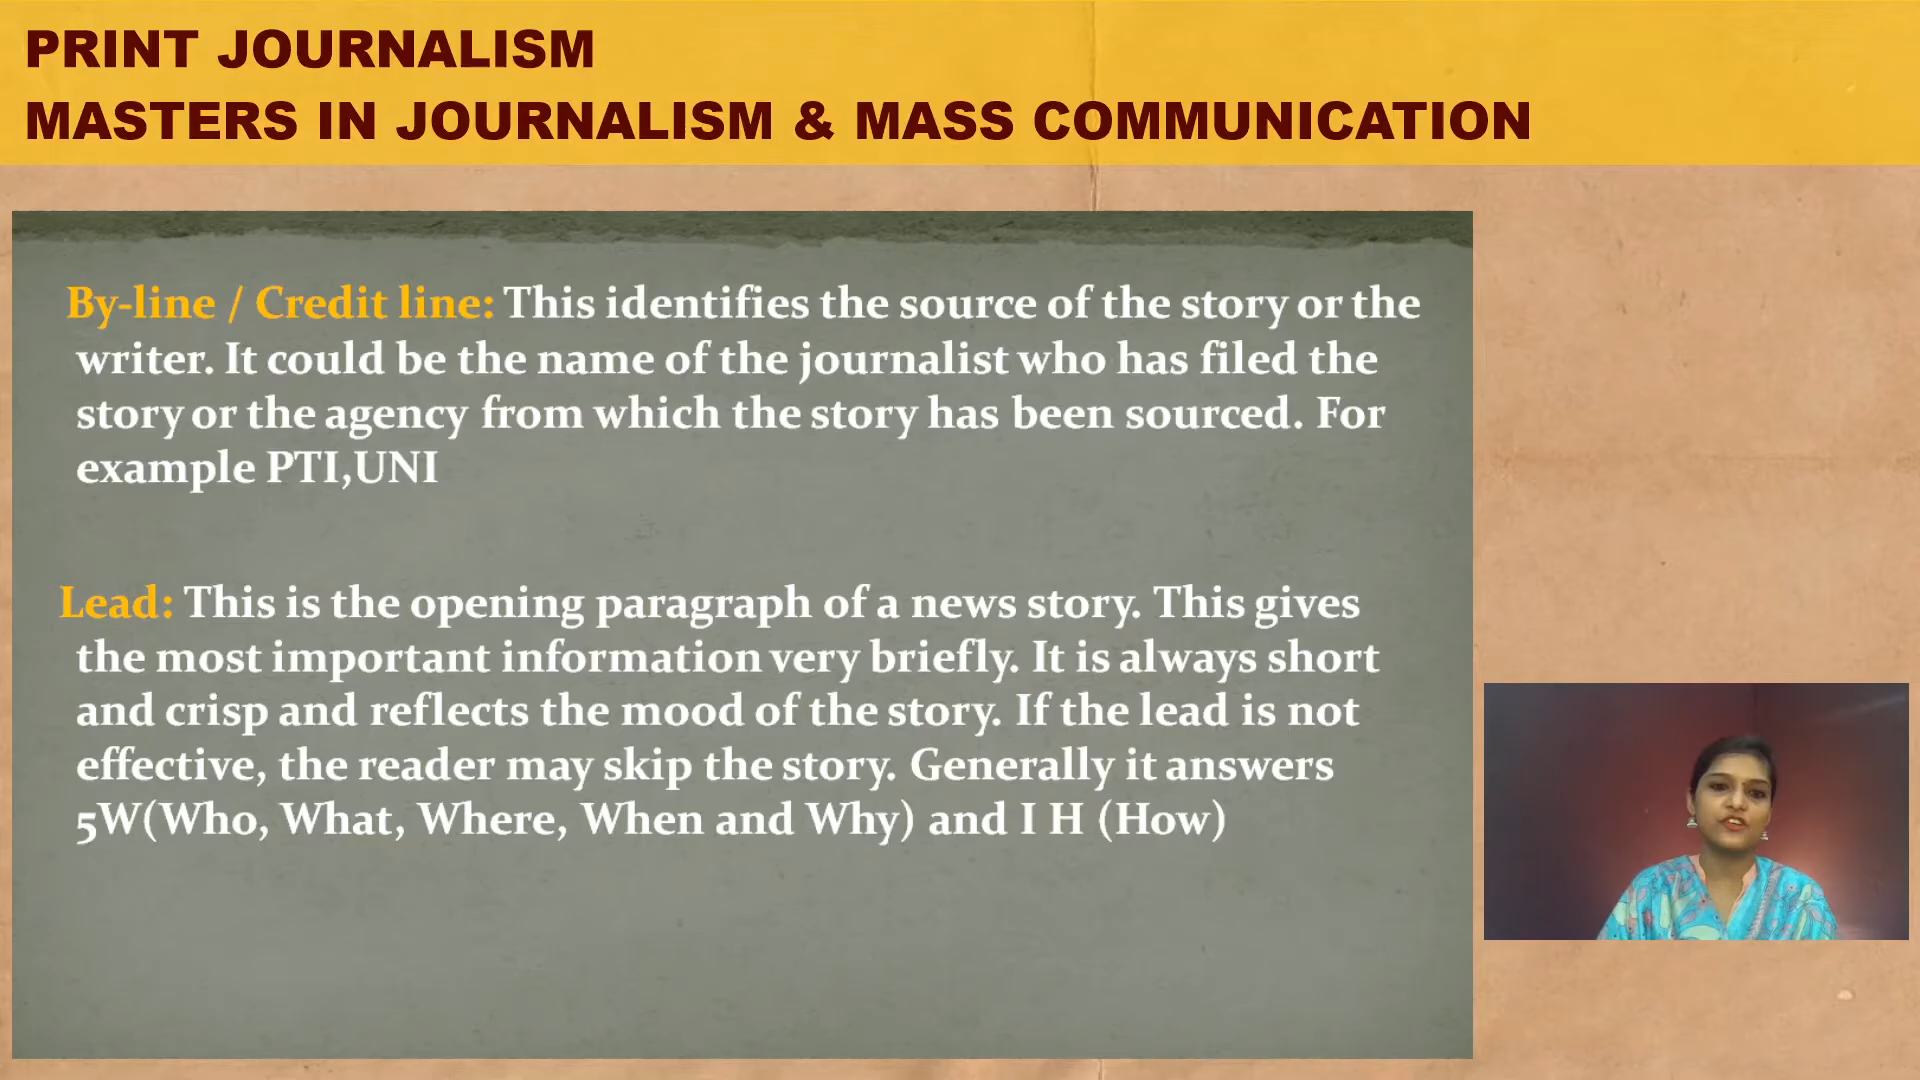 PRINT JOURNALISM
MASTERS IN JOURNALISM & MASS COMMUNICATION
By-line / Credit line: This identifies the source of the story or the
writer. It could be the name of the journalist who has filed the
story or the agency from which the story has been sourced. For
example PTI,UNI
Lead: This is the opening paragraph of a news story. This gives
the most important information very briefly. It is always short
and crisp and reflects the mood of the story. If the lead is not
effective, the reader may skip the story. Generally it answers
5W(Who, What, Where, When and Why) and I H (How)